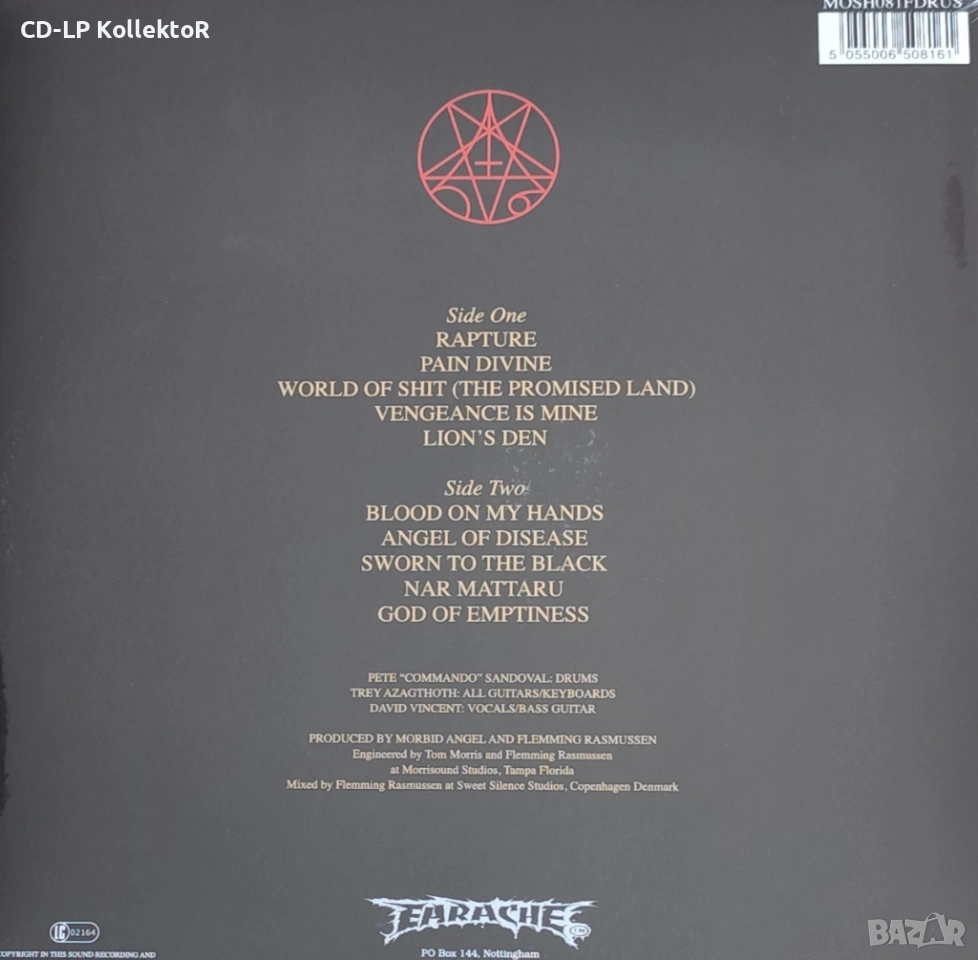 CD-LP KollektoR
MOSH081FDRUS
5 055006 508161
Side One
RAPTURE
PAIN DIVINE
WORLD OF SHIT (THE PROMISED LAND)
VENGEANCE IS MINE
LION'S DEN
Side Two
BLOOD ON MY HANDS
ANGEL OF DISEASE
SWORN TO THE BLACK
NAR MATTARU
GOD OF EMPTINESS
PETE “COMMANDO” SANDOVAL: DRUMS
TREY AZAGTHOTH: ALL GUITARS/KEYBOARDS
DAVID VINCENT: VOCALS/BASS GUITAR
PRODUCED BY MORBID ANGEL AND FLEMMING RASMUSSEN
Engineered by Tom Morris and Flemming Rasmussen
at Morrisound Studios, Tampa Florida
Mixed by Flemming Rasmussen at Sweet Silence Studios, Copenhagen Denmark
EARACHE
PO Box 144, Nottingham
LC 02164
COPYRIGHT IN THIS SOUND RECORDING AND
BAZAR